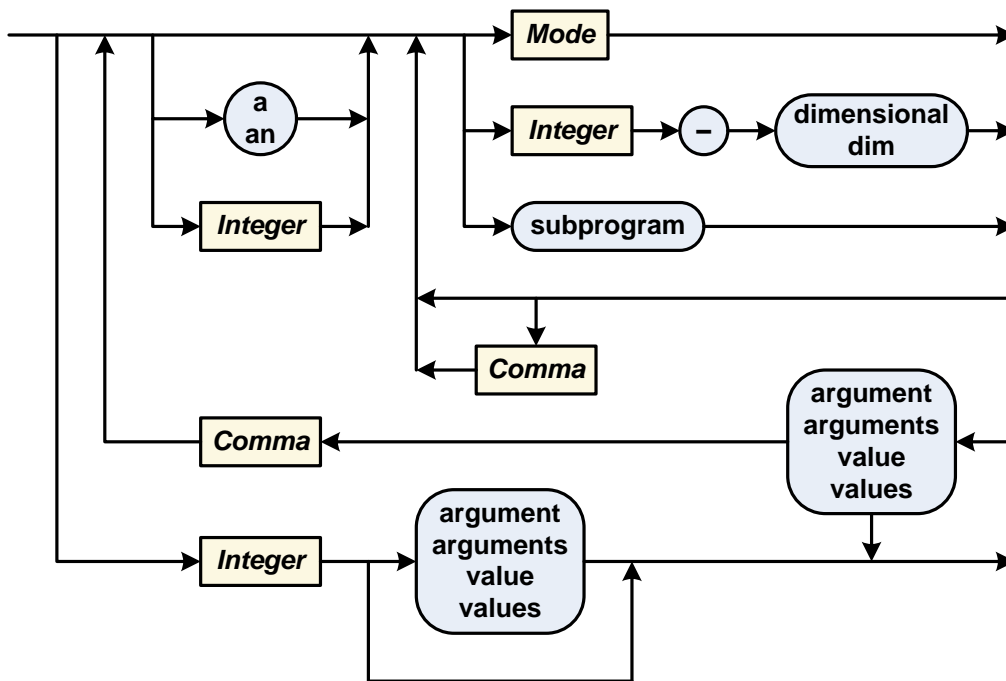 Mode
a
an
Integer
–
dimensional
dim
Integer
subprogram
Comma
Comma
argument
arguments
value
values
Integer
argument
arguments
value
values